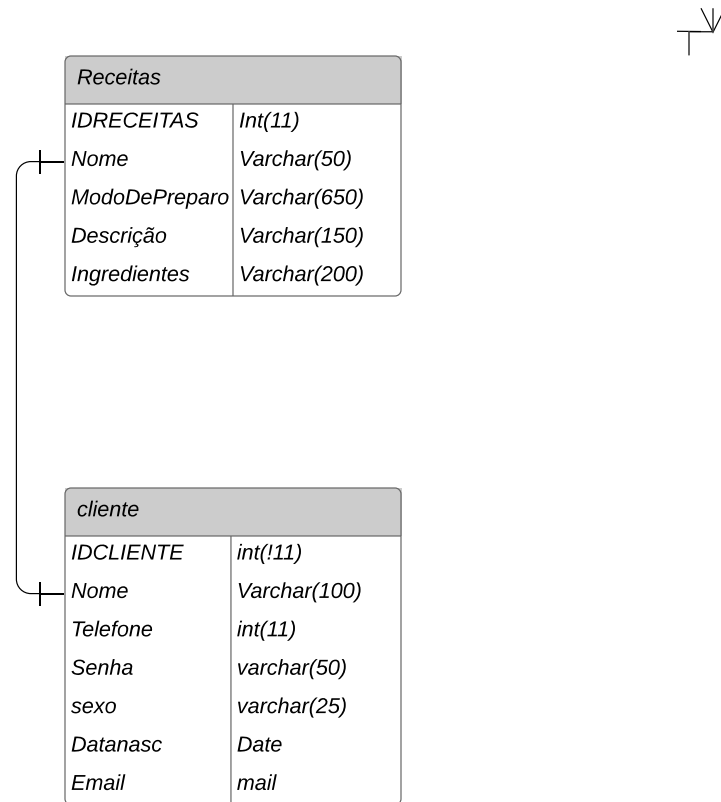 Receitas
IDRECEITAS Int(11)
Nome Varchar(50)
ModoDePreparo Varchar(650)
Descrição Varchar(150)
Ingredientes Varchar(200)
cliente
IDCLIENTE int(!11)
Nome Varchar(100)
Telefone int(11)
Senha varchar(50)
sexo varchar(25)
Datanasc Date
Email mail